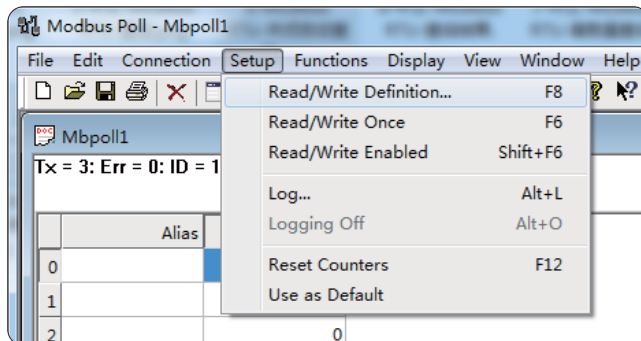 Modbus Poll - Mbpoll1
File Edit Connection Setup Functions Display View Window Help
Read/Write Definition... F8
Read/Write Once F6
Read/Write Enabled Shift+F6
Log... Alt+L
Logging Off Alt+O
Reset Counters F12
Use as Default
DOC Mbpoll1
Tx = 3: Err = 0: ID = 1
Alias
0
1
2 0